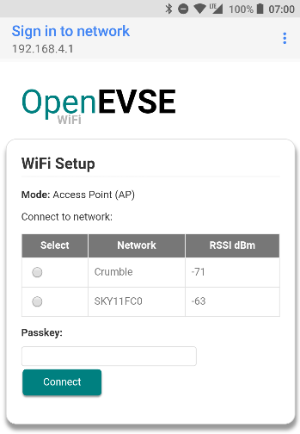 100% 07:00
Sign in to network
192.168.4.1
OpenEVSE
WiFi
WiFi Setup
Mode: Access Point (AP)
Connect to network:
Select Network RSSI dBm
Crumble -71
SKY11FC0 -63
Passkey:
Connect